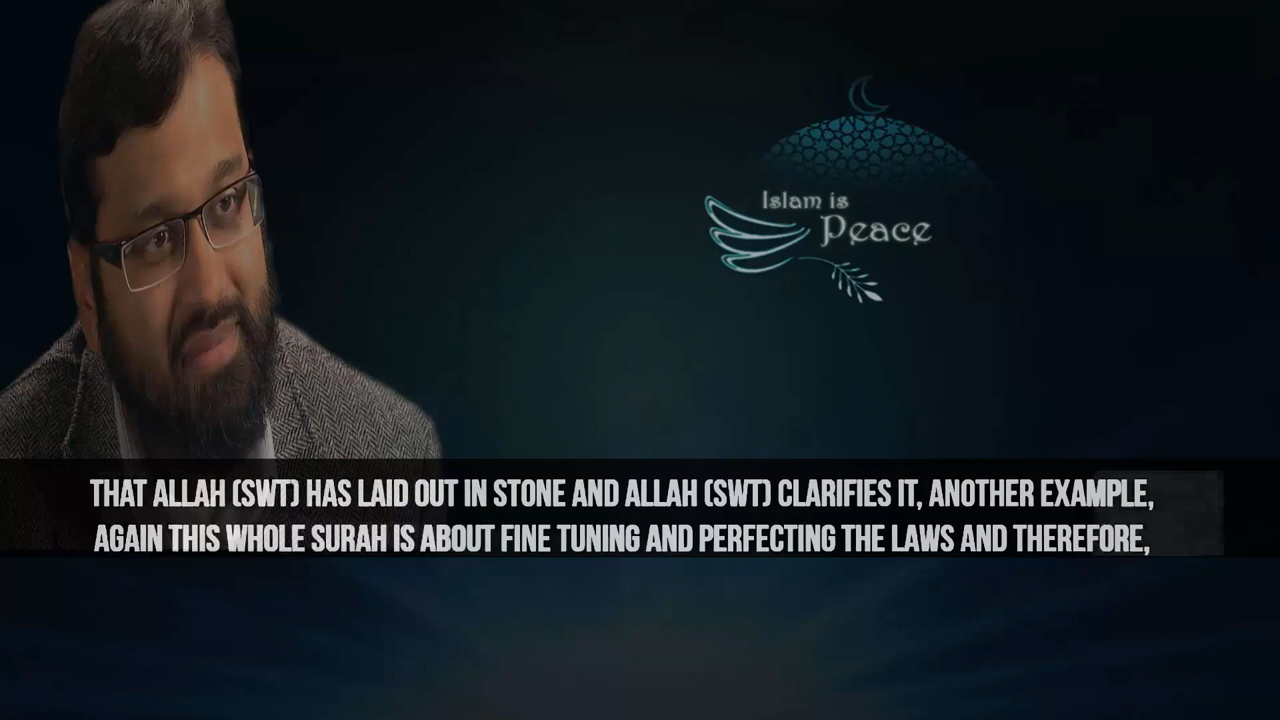 Islam is
Peace
THAT ALLAH (SWT) HAS LAID OUT IN STONE AND ALLAH (SWT) CLARIFIES IT, ANOTHER EXAMPLE,
AGAIN THIS WHOLE SURAH IS ABOUT FINE TUNING AND PERFECTING THE LAWS AND THEREFORE,